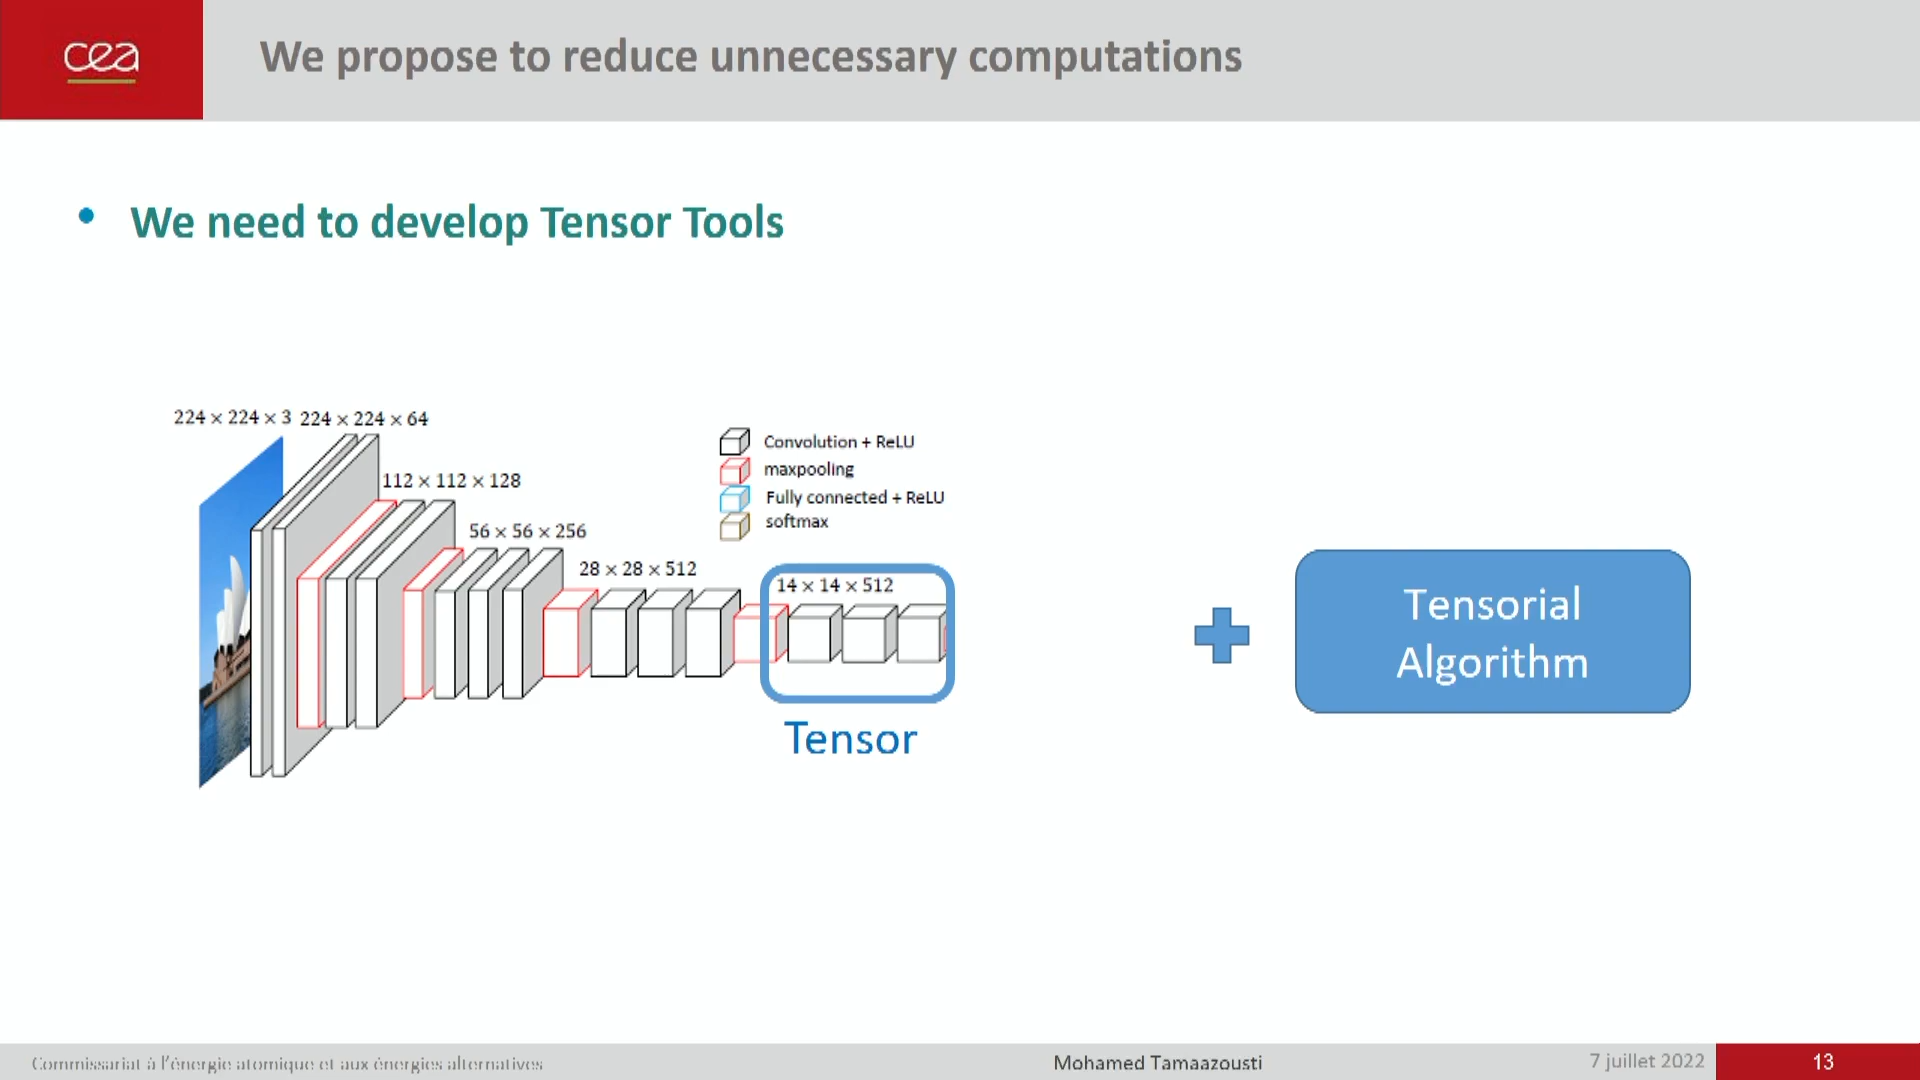 cea
We propose to reduce unnecessary computations
• We need to develop Tensor Tools
224 × 224 × 3 224 × 224 × 64
112 × 112 × 128
56 × 56 × 256
28 × 28 × 512
14 × 14 × 512
Convolution + ReLU
maxpooling
Fully connected + ReLU
softmax
Tensor
Tensorial
Algorithm
Commissariat à l'énergie atomique et aux énergies alternatives
Mohamed Tamaazousti
7 juillet 2022
13